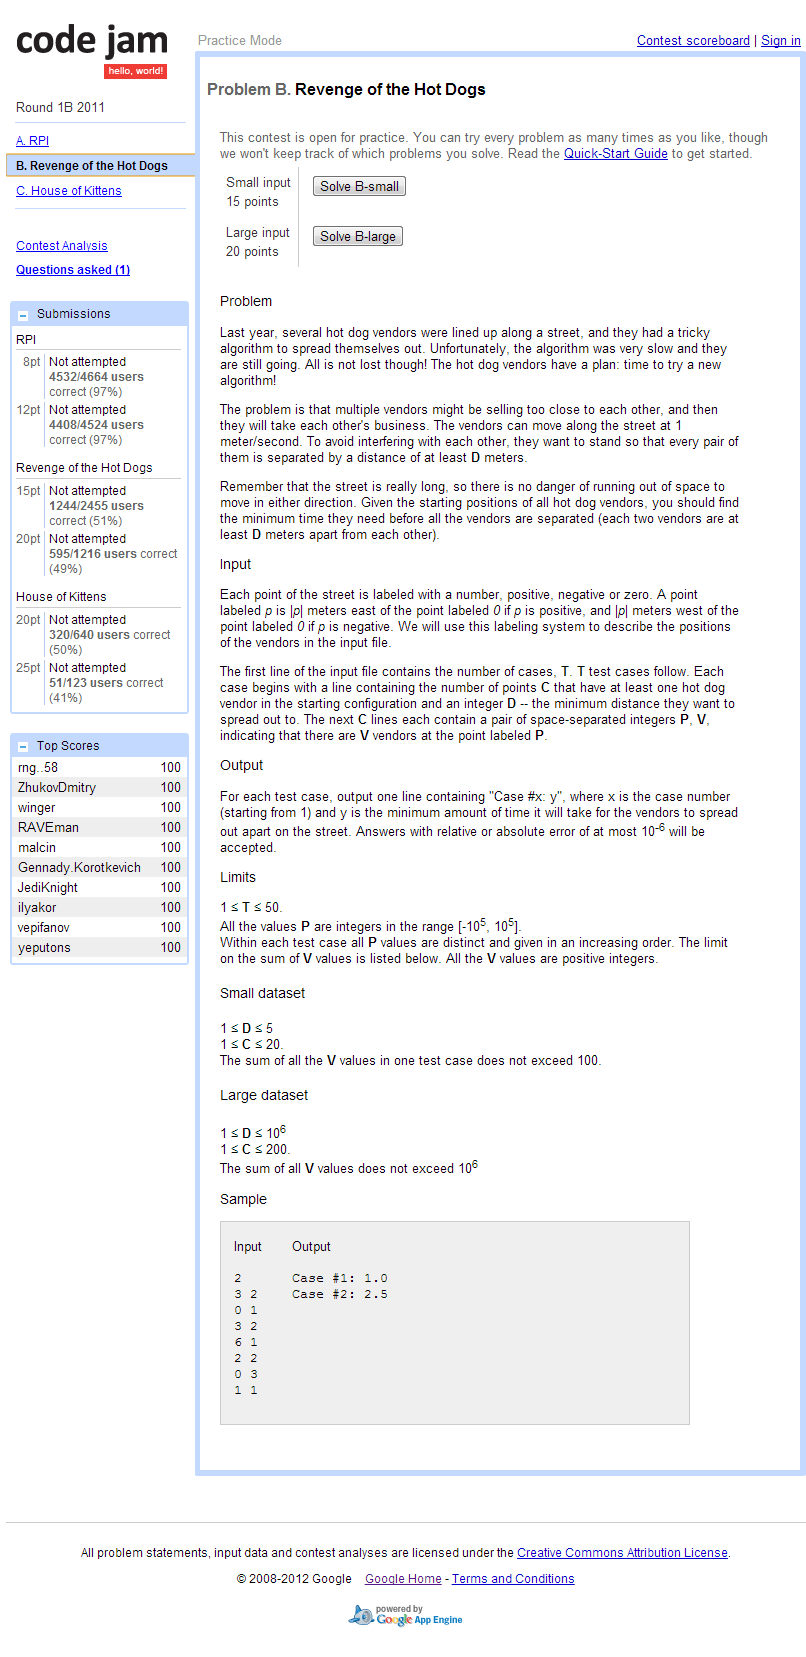 code jam
hello, world!
Practice Mode
Contest scoreboard | Sign in
Round 1B 2011
A. RPI
B. Revenge of the Hot Dogs
C. House of Kittens
Contest Analysis
Questions asked (1)
Submissions
RPI
8pt Not attempted
4532/4664 users
correct (97%)
12pt Not attempted
4408/4524 users
correct (97%)
Revenge of the Hot Dogs
15pt Not attempted
1244/2455 users
correct (51%)
20pt Not attempted
595/1216 users correct
(49%)
House of Kittens
20pt Not attempted
320/640 users correct
(50%)
25pt Not attempted
51/123 users correct
(41%)
Top Scores
rng..58 100
ZhukovDmitry 100
winger 100
RAVEman 100
malcin 100
Gennady.Korotkevich 100
JediKnight 100
ilyakor 100
vepifanov 100
yeputons 100
Problem B. Revenge of the Hot Dogs
This contest is open for practice. You can try every problem as many times as you like, though
we won't keep track of which problems you solve. Read the Quick-Start Guide to get started.
Small input
15 points
Solve B-small
Large input
20 points
Solve B-large
Problem
Last year, several hot dog vendors were lined up along a street, and they had a tricky
algorithm to spread themselves out. Unfortunately, the algorithm was very slow and they
are still going. All is not lost though! The hot dog vendors have a plan: time to try a new
algorithm!
The problem is that multiple vendors might be selling too close to each other, and then
they will take each other's business. The vendors can move along the street at 1
meter/second. To avoid interfering with each other, they want to stand so that every pair of
them is separated by a distance of at least D meters.
Remember that the street is really long, so there is no danger of running out of space to
move in either direction. Given the starting positions of all hot dog vendors, you should find
the minimum time they need before all the vendors are separated (each two vendors are at
least D meters apart from each other).
Input
Each point of the street is labeled with a number, positive, negative or zero. A point
labeled p is |p| meters east of the point labeled 0 if p is positive, and |p| meters west of the
point labeled 0 if p is negative. We will use this labeling system to describe the positions
of the vendors in the input file.
The first line of the input file contains the number of cases, T. T test cases follow. Each
case begins with a line containing the number of points C that have at least one hot dog
vendor in the starting configuration and an integer D -- the minimum distance they want to
spread out to. The next C lines each contain a pair of space-separated integers P, V,
indicating that there are V vendors at the point labeled P.
Output
For each test case, output one line containing "Case #x: y", where x is the case number
(starting from 1) and y is the minimum amount of time it will take for the vendors to spread
out apart on the street. Answers with relative or absolute error of at most 10^-6 will be
accepted.
Limits
1 ≤ T ≤ 50.
All the values P are integers in the range [-10^5, 10^5].
Within each test case all P values are distinct and given in an increasing order. The limit
on the sum of V values is listed below. All the V values are positive integers.
Small dataset
1 ≤ D ≤ 5
1 ≤ C ≤ 20.
The sum of all the V values in one test case does not exceed 100.
Large dataset
1 ≤ D ≤ 10^6
1 ≤ C ≤ 200.
The sum of all V values does not exceed 10^6
Sample
Input Output
2 Case #1: 1.0
3 2 Case #2: 2.5
0 1
3 2
6 1
2 2
0 3
1 1
All problem statements, input data and contest analyses are licensed under the Creative Commons Attribution License.
© 2008-2012 Google Google Home - Terms and Conditions
powered by
Google App Engine